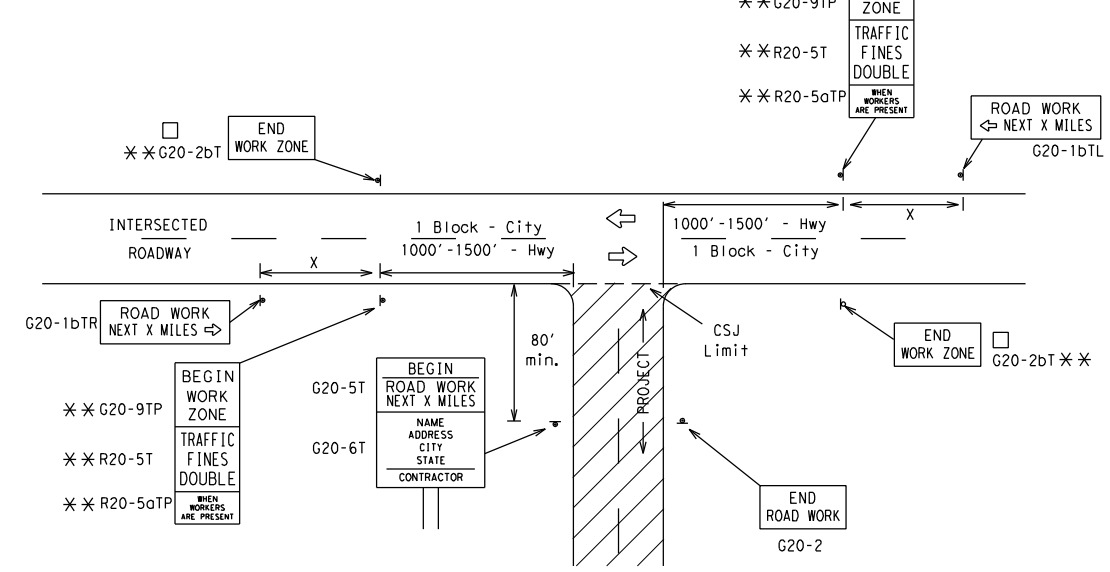 ✳✳G20-9TP
ZONE
TRAFFIC
FINES
DOUBLE
✳✳R20-5T
✳✳R20-5aTP
WHEN
WORKERS
ARE PRESENT
ROAD WORK
⇦ NEXT X MILES
G20-1bTL
□
✳✳G20-2bT
END
WORK ZONE
X
INTERSECTED
ROADWAY
1 Block - City
1000'-1500' - Hwy
1000'-1500' - Hwy
1 Block - City
X
G20-1bTR
ROAD WORK
NEXT X MILES ⇨
80'
min.
CSJ
Limit
PROJECT
END
WORK ZONE
□
G20-2bT ✳✳
BEGIN
WORK
ZONE
✳✳G20-9TP
TRAFFIC
FINES
DOUBLE
✳✳R20-5T
WHEN
WORKERS
ARE PRESENT
✳✳R20-5aTP
G20-5T
BEGIN
ROAD WORK
NEXT X MILES
G20-6T
NAME
ADDRESS
CITY
STATE
CONTRACTOR
END
ROAD WORK
G20-2